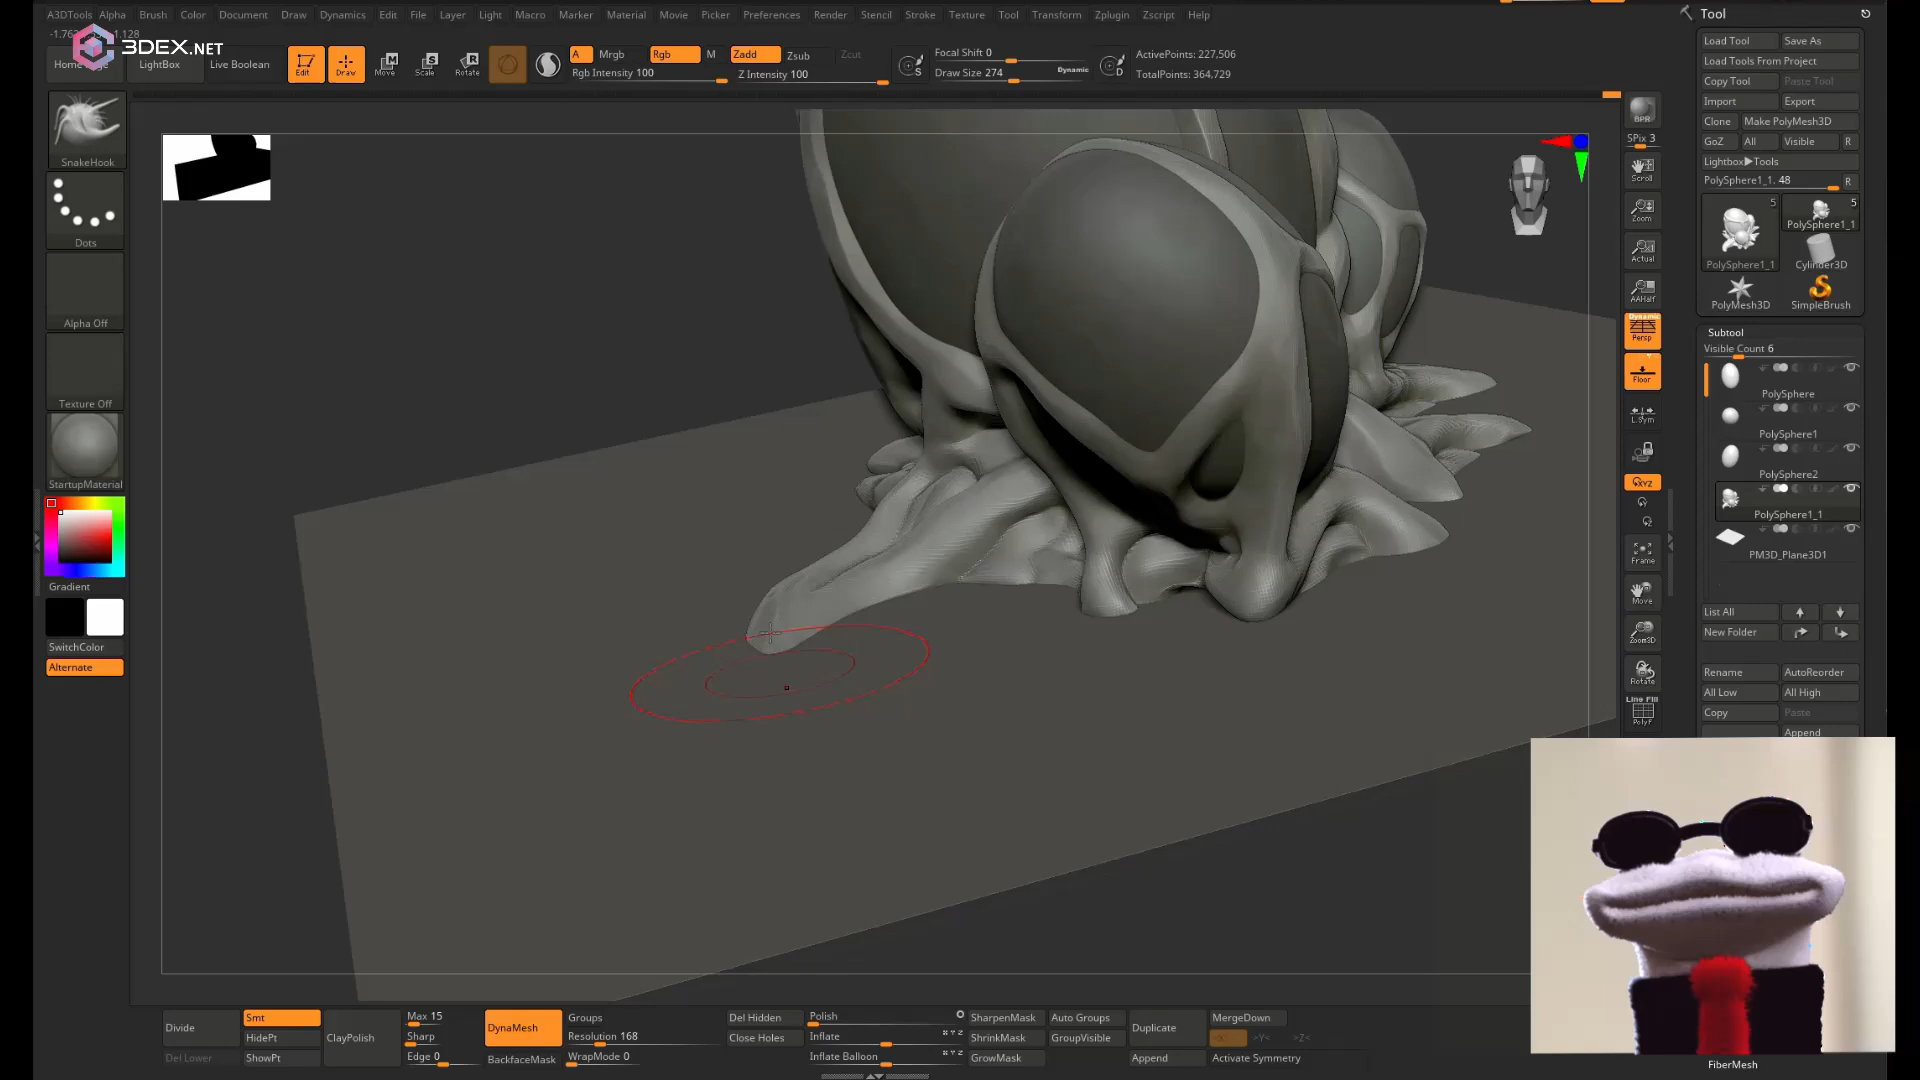 A3DTools Alpha Brush Color Document Draw Dynamics Edit File Layer Light Macro Marker Material Movie Picker Preferences Render Stencil Stroke Texture Tool Transform Zplugin Zscript Help
3DEX.NET
LightBox
Live Boolean
Edit
Draw
Move
Scale
Rotate
A
Mrgb
Rgb
M
Zadd
Zsub
Zcut
Rgb Intensity 100
Z Intensity 100
S
Focal Shift 0
Draw Size 274
Dynamic
D
ActivePoints: 227,506
TotalPoints: 364,729
SnakeHook
Dots
Alpha Off
Texture Off
StartupMaterial
Gradient
SwitchColor
Alternate
BPR
SPix 3
Scroll
Zoom
Actual
AAHalf
Dynamic
Persp
Floor
L.Sym
XYZ
Frame
Move
Zoom3D
Rotate
Line Fill
PolyF
Tool
Load Tool
Save As
Load Tools From Project
Copy Tool
Paste Tool
Import
Export
Clone
Make PolyMesh3D
GoZ
All
Visible
R
Lightbox▶Tools
PolySphere1_1. 48
R
5
5
PolySphere1_1
PolySphere1_1
Cylinder3D
PolyMesh3D
SimpleBrush
Subtool
Visible Count 6
PolySphere
PolySphere1
PolySphere2
PolySphere1_1
PM3D_Plane3D1
List All
New Folder
Rename
AutoReorder
All Low
All High
Copy
Paste
Append
FiberMesh
Divide
Del Lower
Smt
HidePt
ShowPt
ClayPolish
Max 15
Sharp
Edge 0
DynaMesh
BackfaceMask
Groups
Resolution 168
WrapMode 0
Del Hidden
Close Holes
Polish
Inflate
Inflate Balloon
SharpenMask
ShrinkMask
GrowMask
Auto Groups
GroupVisible
Duplicate
Append
MergeDown
>Y<
>Z<
Activate Symmetry